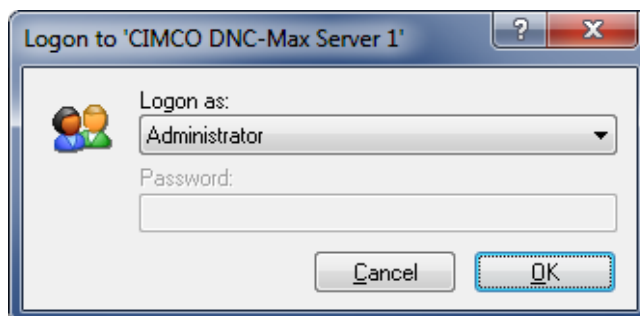 Logon to 'CIMCO DNC-Max Server 1'
?
Logon as:
Administrator
Password:
Cancel
OK